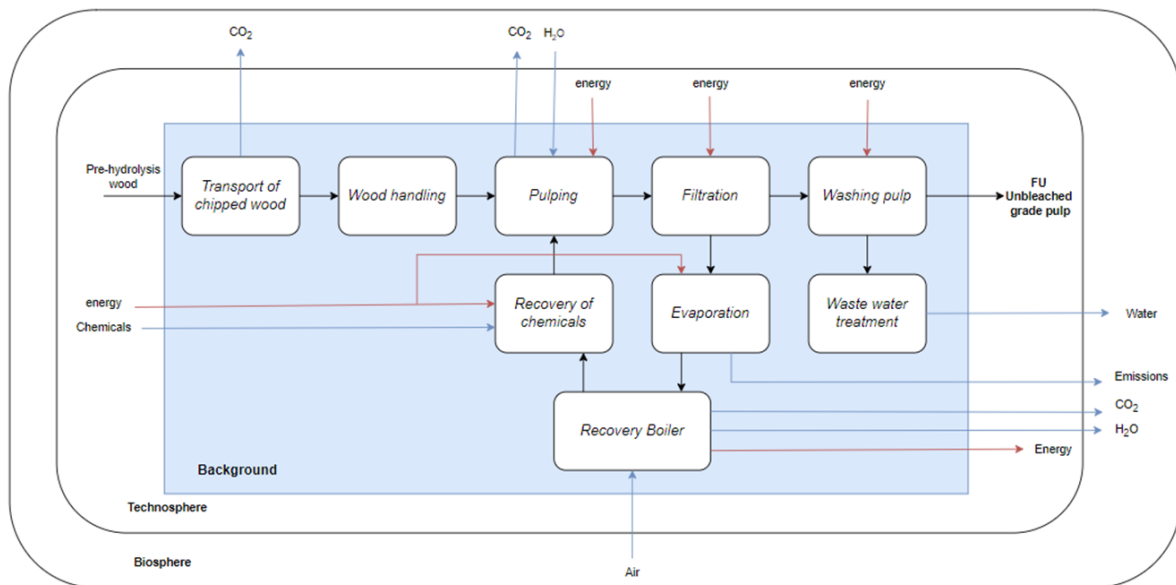 CO2
CO2
H2O
energy
energy
energy
Pre-hydrolysis
wood
Transport of
chipped wood
Wood handling
Pulping
Filtration
Washing pulp
FU
Unbleached
grade pulp
energy
Chemicals
Recovery of
chemicals
Evaporation
Waste water
treatment
Water
Emissions
CO2
H2O
Energy
Recovery Boiler
Background
Technosphere
Biosphere
Air